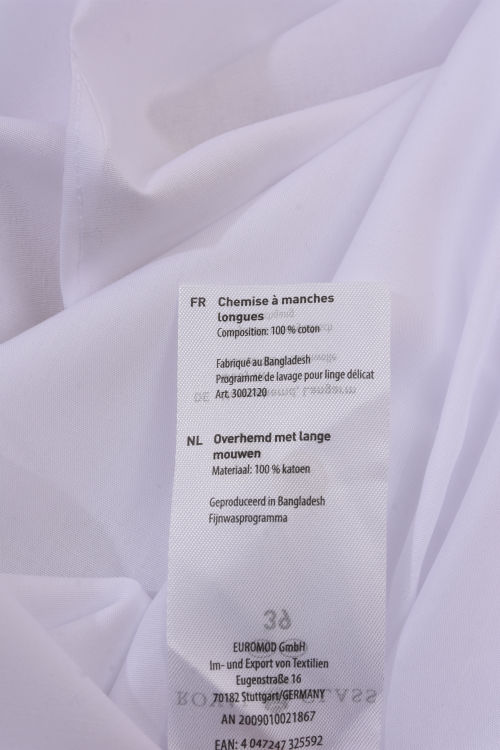 FR Chemise à manches
longues
Composition: 100 % coton
Fabriqué au Bangladesh
Programme de lavage pour linge délicat
Art. 3002120
NL Overhemd met lange
mouwen
Materiaal: 100 % katoen
Geproduceerd in Bangladesh
Fijnwasprogramma
39
EUROMOD GmbH
Im- und Export von Textilien
Eugenstraße 16
70182 Stuttgart/GERMANY
AN 2009010021867
EAN: 4 047247 325592